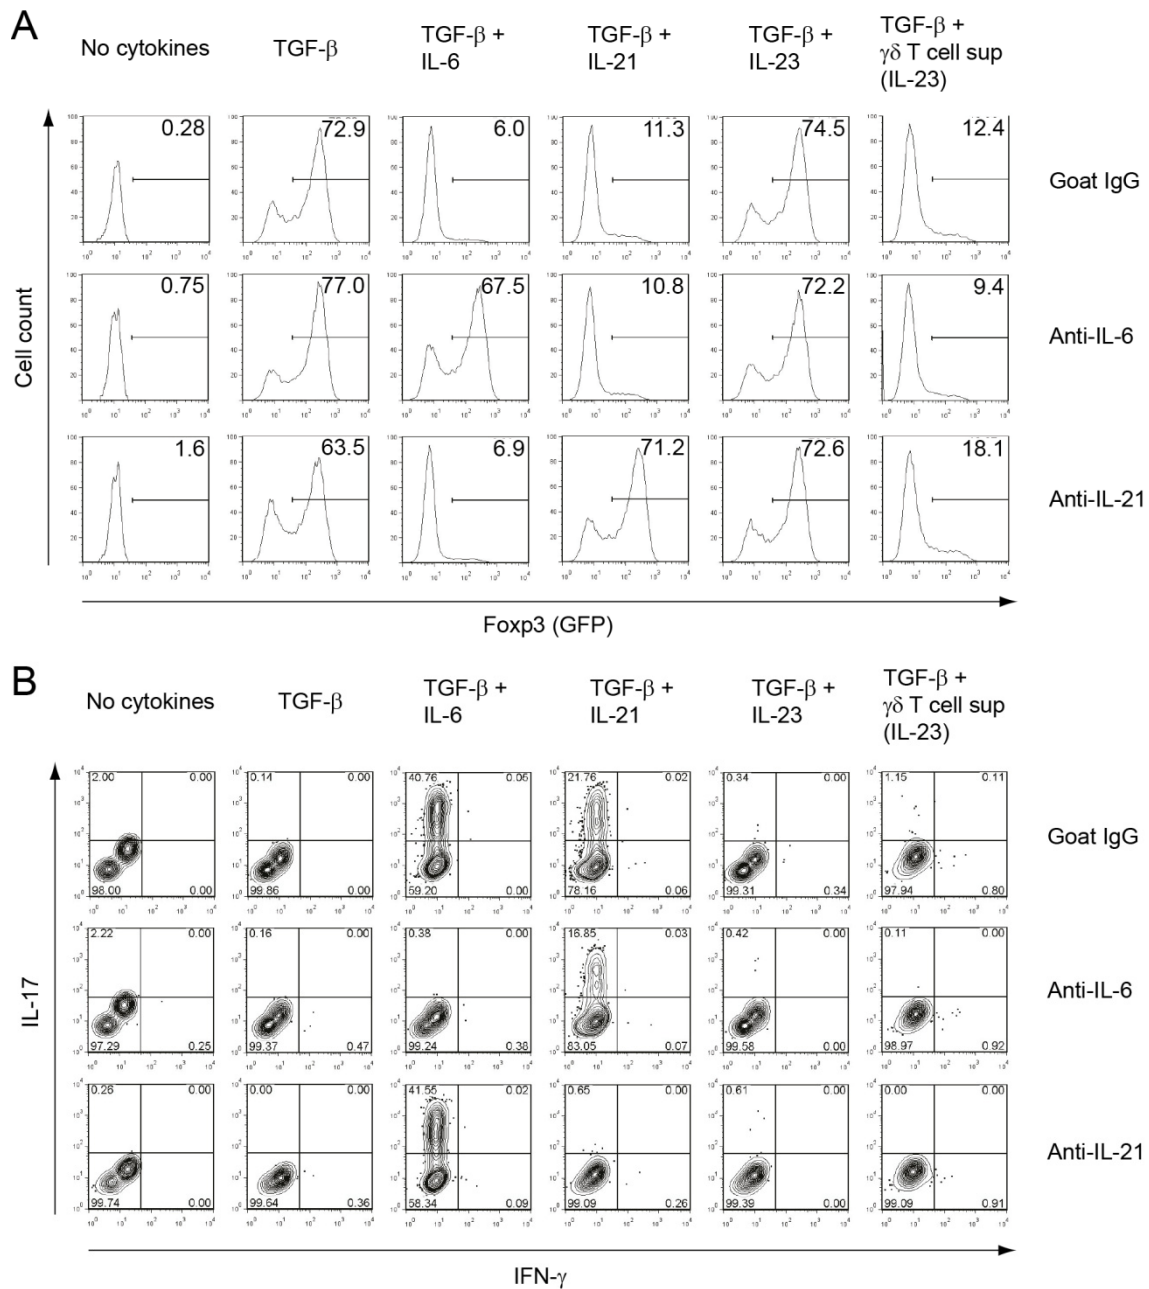 A
No cytokines
TGF-β
TGF-β +
IL-6
TGF-β +
IL-21
TGF-β +
IL-23
TGF-β +
γδ T cell sup
(IL-23)
0.28
72.9
6.0
11.3
74.5
12.4
Goat IgG
0.75
77.0
67.5
10.8
72.2
9.4
Anti-IL-6
1.6
63.5
6.9
71.2
72.6
18.1
Anti-IL-21
Cell count
Foxp3 (GFP)
B
No cytokines
TGF-β
TGF-β +
IL-6
TGF-β +
IL-21
TGF-β +
IL-23
TGF-β +
γδ T cell sup
(IL-23)
2.00 0.00
98.00 0.00
0.14 0.00
99.86 0.00
40.76 0.05
59.20 0.00
21.76 0.02
78.16 0.06
0.34 0.00
99.31 0.34
1.15 0.11
97.94 0.80
Goat IgG
2.22 0.00
97.29 0.25
0.16 0.00
99.37 0.47
0.38 0.00
99.24 0.38
16.85 0.03
83.05 0.07
0.42 0.00
99.58 0.00
0.11 0.00
98.97 0.92
Anti-IL-6
0.26 0.00
99.74 0.00
0.00 0.00
99.64 0.36
41.55 0.02
58.34 0.09
0.65 0.00
99.09 0.26
0.61 0.00
99.39 0.00
0.00 0.00
99.09 0.91
Anti-IL-21
IL-17
IFN-γ